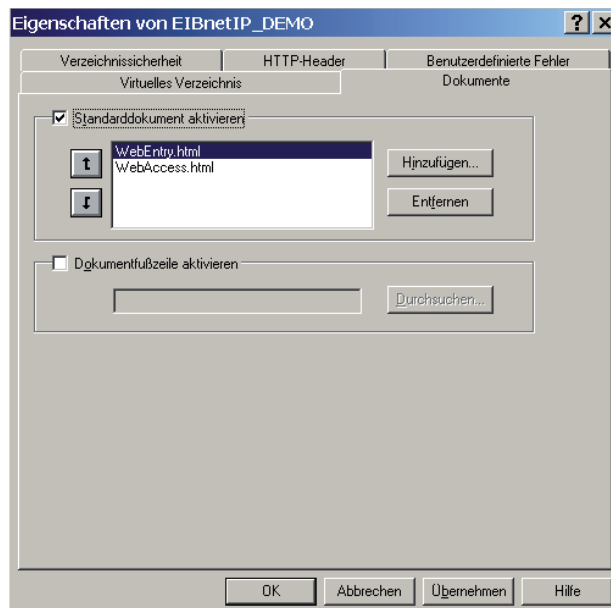 Eigenschaften von EIBnetIP_DEMO
Verzeichnissicherheit HTTP-Header Benutzerdefinierte Fehler
Virtuelles Verzeichnis Dokumente
Standarddokument aktivieren
WebEntry.html
WebAccess.html
Hinzufügen...
Entfernen
Dokumentfußzeile aktivieren
Durchsuchen...
OK Abbrechen Übernehmen Hilfe